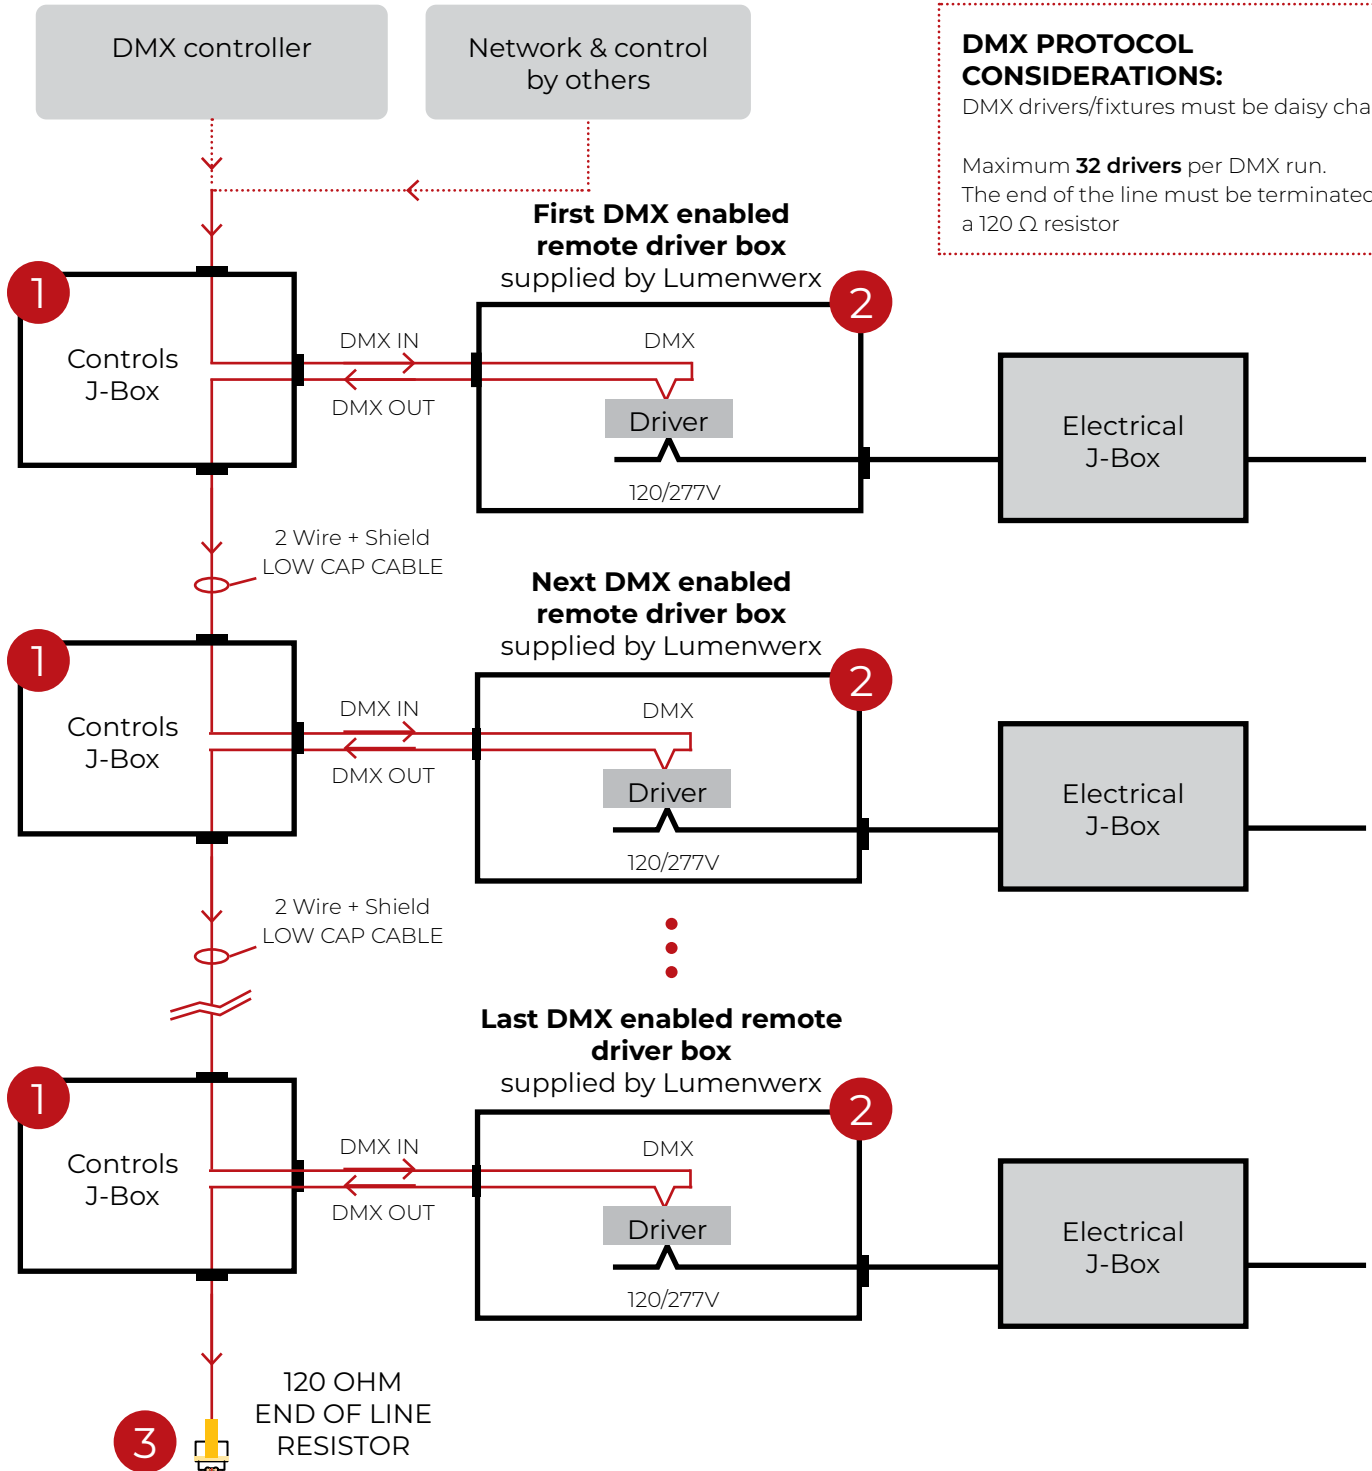 DMX controller
Network & control
by others
DMX PROTOCOL
CONSIDERATIONS:
DMX drivers/fixtures must be daisy
Maximum 32 drivers per DMX run.
The end of the line must be terminated
a 120 Ω resistor
First DMX enabled
remote driver box
supplied by Lumenwerx
1
Controls
J-Box
DMX IN
DMX OUT
2
DMX
Driver
120/277V
Electrical
J-Box
2 Wire + Shield
LOW CAP CABLE
Next DMX enabled
remote driver box
supplied by Lumenwerx
1
Controls
J-Box
DMX IN
DMX OUT
2
DMX
Driver
120/277V
Electrical
J-Box
2 Wire + Shield
LOW CAP CABLE
Last DMX enabled remote
driver box
supplied by Lumenwerx
1
Controls
J-Box
DMX IN
DMX OUT
2
DMX
Driver
120/277V
Electrical
J-Box
3
120 OHM
END OF LINE
RESISTOR